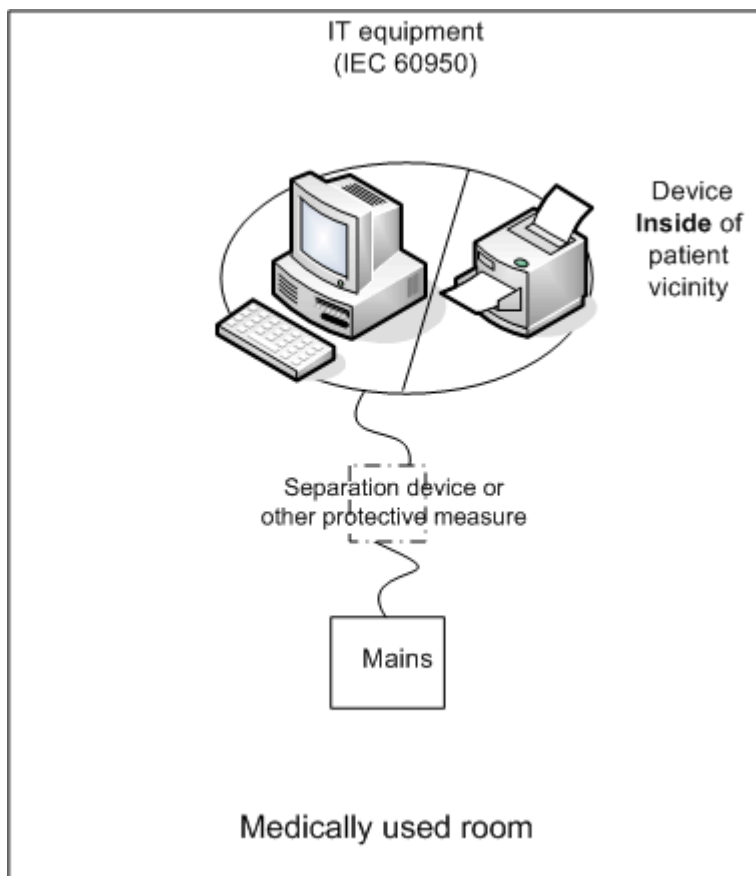 IT equipment
(IEC 60950)
Device
Inside of
patient
vicinity
Separation device or
other protective measure
Mains
Medically used room